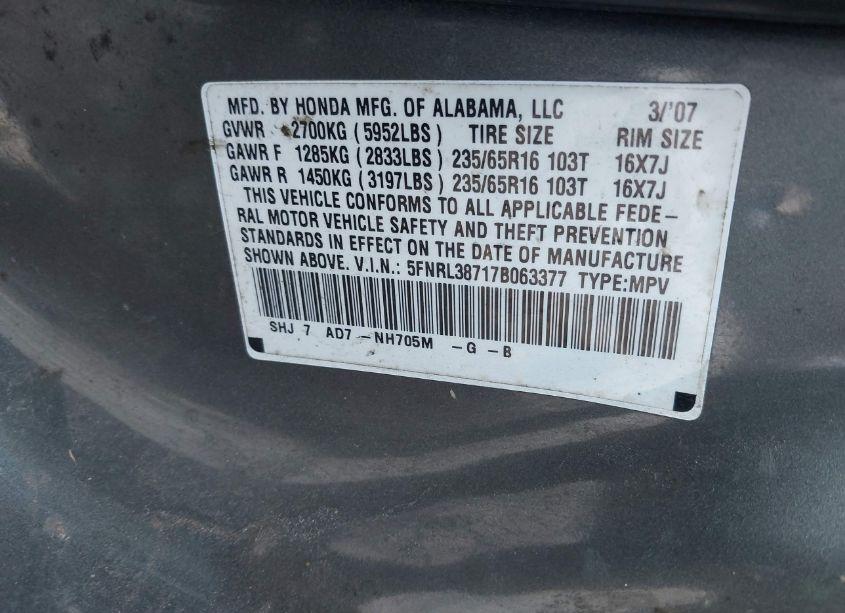 MFD. BY HONDA MFG. OF ALABAMA, LLC 3/'07
GVWR 2700KG (5952LBS) TIRE SIZE RIM SIZE
GAWR F 1285KG (2833LBS) 235/65R16 103T 16X7J
GAWR R 1450KG (3197LBS) 235/65R16 103T 16X7J
THIS VEHICLE CONFORMS TO ALL APPLICABLE FEDE-
RAL MOTOR VEHICLE SAFETY AND THEFT PREVENTION
STANDARDS IN EFFECT ON THE DATE OF MANUFACTURE
SHOWN ABOVE. V.I.N.: 5FNRL38717B063377 TYPE:MPV
SHJ 7 AD7-NH705M -G-B